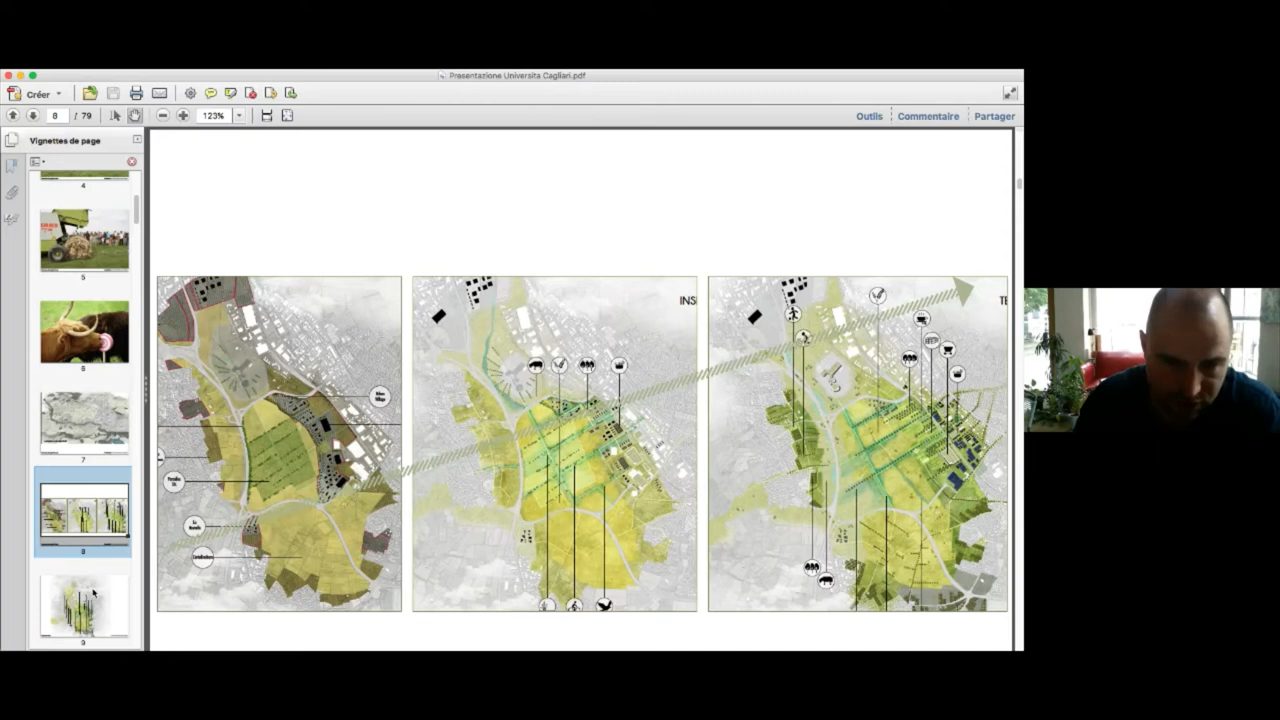 Presentazione Universita Cagliari.pdf
Créer
8 / 79
123%
Outils
Commentaire
Partager
Vignettes de page
4
5
6
7
8
9
INS